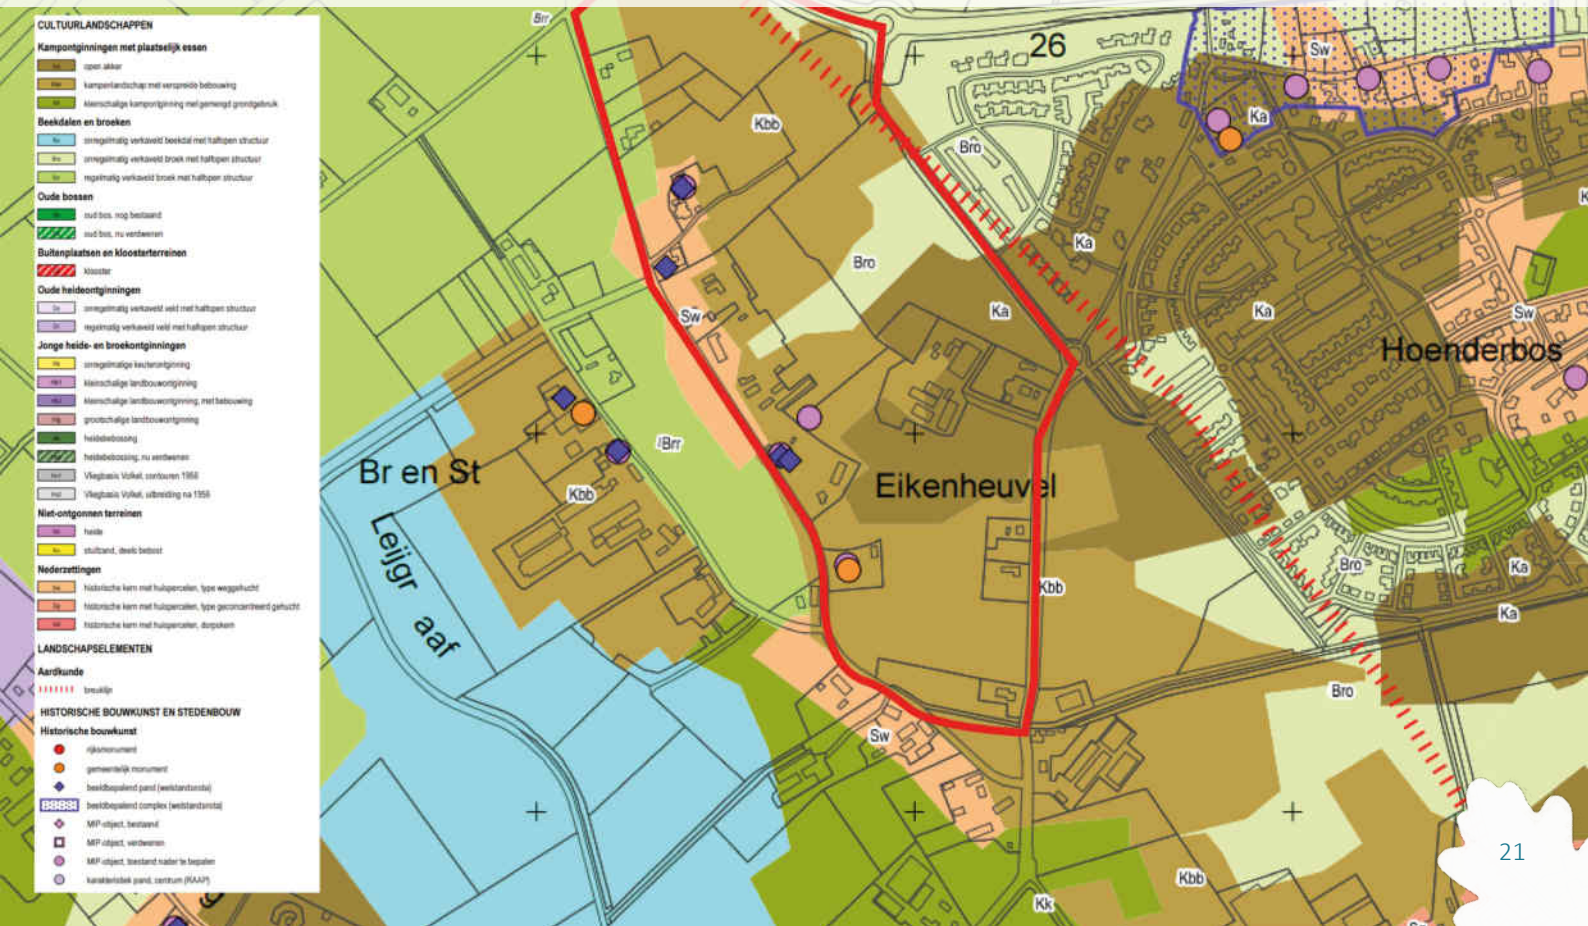 CULTUURLANDSCHAPPEN
Kampontginningen met plaatselijk essen
open akker
kampenlandschap met verspreide bebouwing
kleinschalige kampontginning met gemengd grondgebruik
Beekdalen en broeken
onregelmatig verkaveld beekdal met halfopen structuur
onregelmatig verkaveld broek met halfopen structuur
regelmatig verkaveld broek met halfopen structuur
Oude bossen
oud bos, nog bestaand
oud bos, nu verdwenen
Buitenplaatsen en kloosterterreinen
klooster
Oude heideontginningen
onregelmatig verkaveld veld met halfopen structuur
regelmatig verkaveld veld met halfopen structuur
Jonge heide- en broekontginningen
onregelmatige keuterontginning
kleinschalige landbouwontginning
kleinschalige landbouwontginning, met bebouwing
grootschalige landbouwontginning
heidebebossing
heidebebossing, nu verdwenen
Vliegbasis Volkel, contouren 1956
Vliegbasis Volkel, uitbreiding na 1956
Niet-ontgonnen terreinen
heide
stuifzand, deels bebost
Nederzettingen
historische kern met huispercelen, type weggehucht
historische kern met huispercelen, type geconcentreerd gehucht
historische kern met huispercelen, dorpskern
LANDSCHAPSELEMENTEN
Aardkunde
breuklijn
HISTORISCHE BOUWKUNST EN STEDENBOUW
Historische bouwkunst
rijksmonument
gemeentelijk monument
beeldbepalend pand (welstandsnota)
beeldbepalend complex (welstandsnota)
MIP-object, bestaand
MIP-object, verdwenen
MIP-object, toestand nader te bepalen
karakteristiek pand, centrum (RAAP)
Brr
26
Sw
Kbb
Ka
Bro
Ka
Bro
Ka
Ka
Sw
Sw
Hoenderbos
Brr
Br en St
Kbb
Eikenheuvel
Leijgr
aaf
Bro
Ka
Kbb
Ka
Bro
Sw
Kbb
Kk
21